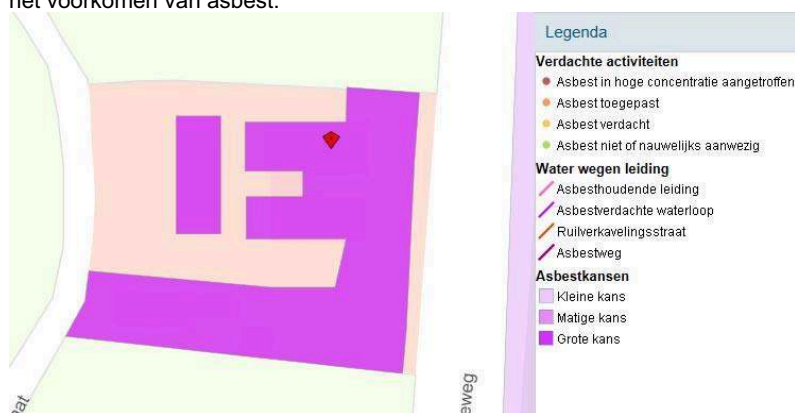 het voorkomen van asbest.
Legenda
Verdachte activiteiten
Asbest in hoge concentratie aangetroffen
Asbest toegepast
Asbest verdacht
Asbest niet of nauwelijks aanwezig
Water wegen leiding
Asbesthoudende leiding
Asbestverdachte waterloop
Ruilverkavelingsstraat
Asbestweg
Asbestkansen
Kleine kans
Matige kans
Grote kans
aat
eweg